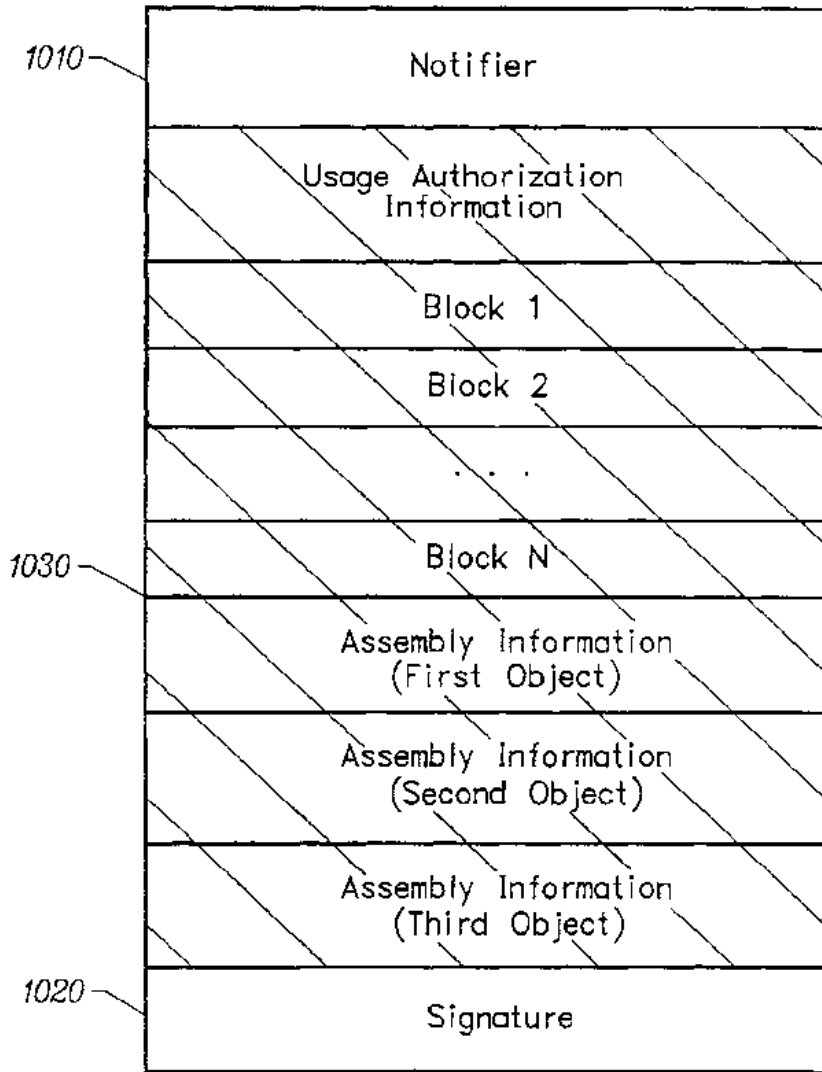 1010
Notifier
Usage Authorization
Information
Block 1
Block 2
. . .
Block N
1030
Assembly Information
(First Object)
Assembly Information
(Second Object)
Assembly Information
(Third Object)
1020
Signature